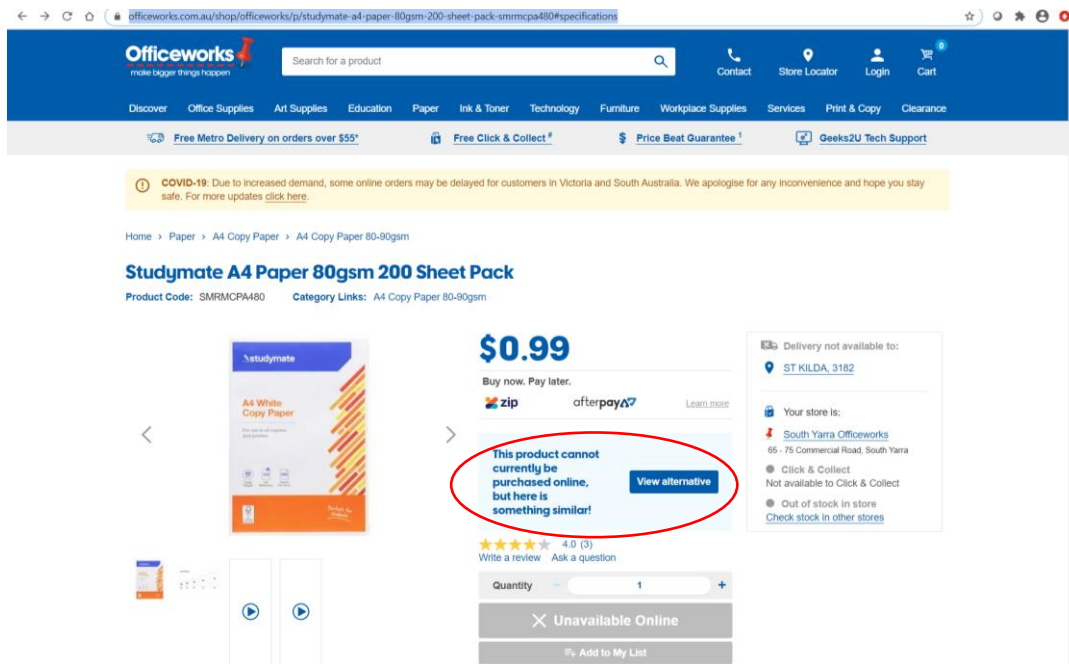 officeworks.com.au/shop/officeworks/p/studymate-a4-paper-80gsm-200-sheet-pack-smrmcpa480#specifications
Officeworks
make bigger things happen
Search for a product
Contact
Store Locator
Login
0
Cart
Discover Office Supplies Art Supplies Education Paper Ink & Toner Technology Furniture Workplace Supplies Services Print & Copy Clearance
Free Metro Delivery on orders over $55*
Free Click & Collect #
$ Price Beat Guarantee 1
Geeks2U Tech Support
COVID-19: Due to increased demand, some online orders may be delayed for customers in Victoria and South Australia. We apologise for any inconvenience and hope you stay
safe. For more updates click here.
Home > Paper > A4 Copy Paper > A4 Copy Paper 80-90gsm
Studymate A4 Paper 80gsm 200 Sheet Pack
Product Code: SMRMCPA480 Category Links: A4 Copy Paper 80-90gsm
studymate
A4 White
Copy Paper
$0.99
Buy now. Pay later.
zip afterpay Learn more
This product cannot
currently be
purchased online,
but here is
something similar!
View alternative
4.0 (3)
Write a review Ask a question
Quantity − 1 +
Unavailable Online
Add to My List
Delivery not available to:
ST KILDA, 3182
Your store is:
South Yarra Officeworks
65 - 75 Commercial Road, South Yarra
Click & Collect
Not available to Click & Collect
Out of stock in store
Check stock in other stores